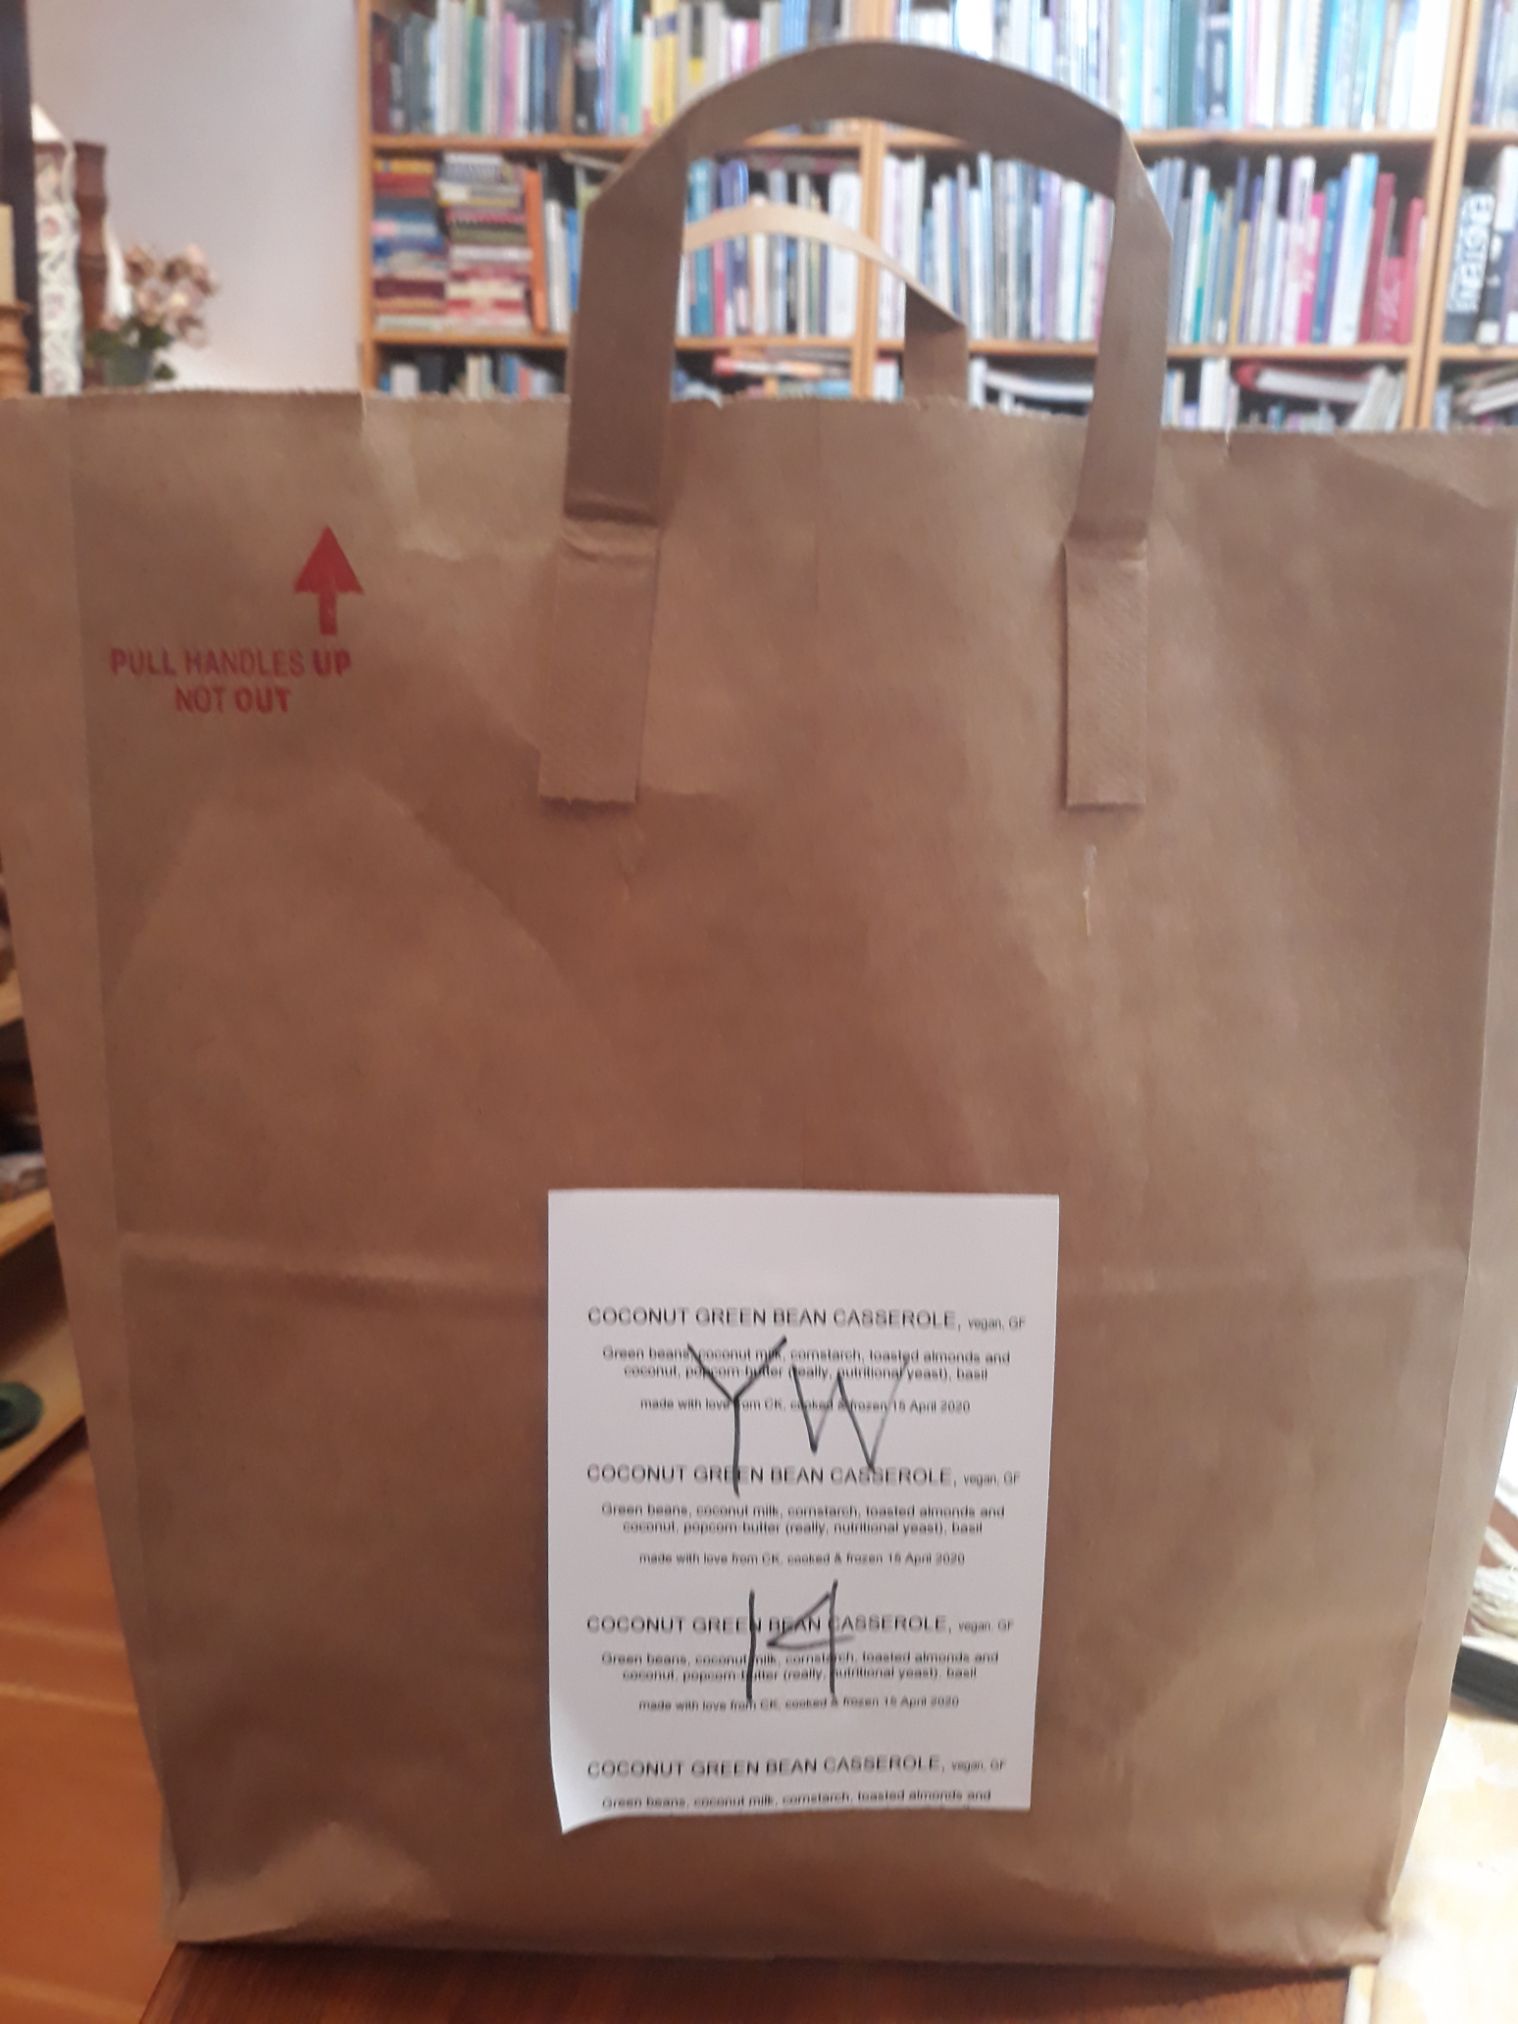 PULL HANDLES UP
NOT OUT
COCONUT GREEN BEAN CASSEROLE, vegan, GF
Green beans, coconut milk, cornstarch, toasted almonds and
coconut, popcorn-butter (really, nutritional yeast), basil
made with love from CK, cooked & frozen 15 April 2020
YW
COCONUT GREEN BEAN CASSEROLE, vegan, GF
Green beans, coconut milk, cornstarch, toasted almonds and
coconut, popcorn-butter (really, nutritional yeast), basil
made with love from CK, cooked & frozen 15 April 2020
14
COCONUT GREEN BEAN CASSEROLE, vegan, GF
Green beans, coconut milk, cornstarch, toasted almonds and
coconut, popcorn-butter (really, nutritional yeast), basil
made with love from CK, cooked & frozen 15 April 2020
COCONUT GREEN BEAN CASSEROLE, vegan, GF
Green beans, coconut milk, cornstarch, toasted almonds and